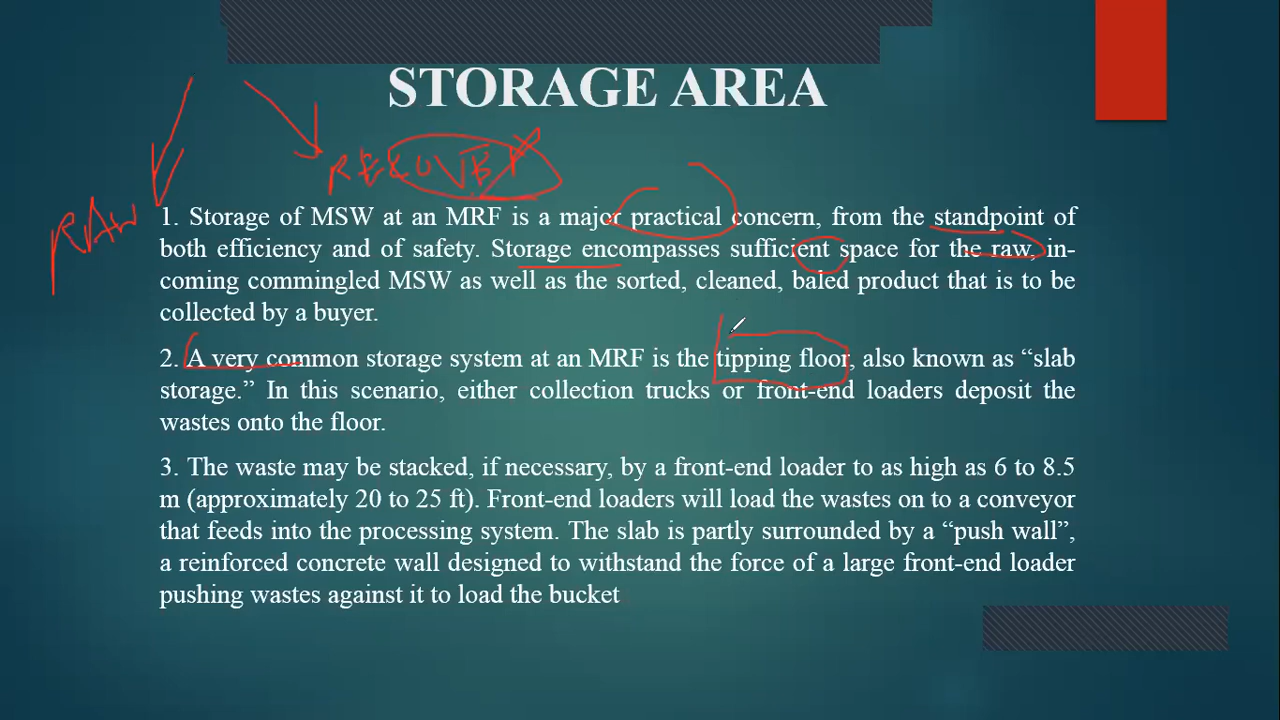 STORAGE AREA
RAW
1. Storage of MSW at an MRF is a major practical concern, from the standpoint of
both efficiency and of safety. Storage encompasses sufficient space for the raw, in-
coming commingled MSW as well as the sorted, cleaned, baled product that is to be
collected by a buyer.
2. A very common storage system at an MRF is the tipping floor, also known as “slab
storage.” In this scenario, either collection trucks or front-end loaders deposit the
wastes onto the floor.
3. The waste may be stacked, if necessary, by a front-end loader to as high as 6 to 8.5
m (approximately 20 to 25 ft). Front-end loaders will load the wastes on to a conveyor
that feeds into the processing system. The slab is partly surrounded by a “push wall”,
a reinforced concrete wall designed to withstand the force of a large front-end loader
pushing wastes against it to load the bucket